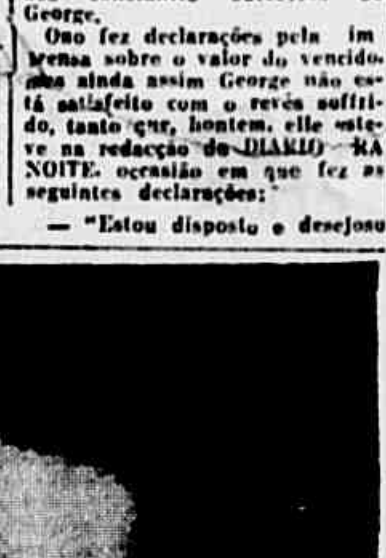 George.
Ono fez declarações pela im
prensa sobre o valor do vencido,
mas ainda assim George não es-
tá satisfeito com o revés soffri-
do, tanto que, hontem, elle este-
ve na redacção do DIARIO DA
NOITE, occasião em que fez as
seguintes declarações:
— "Estou disposto e desejoso